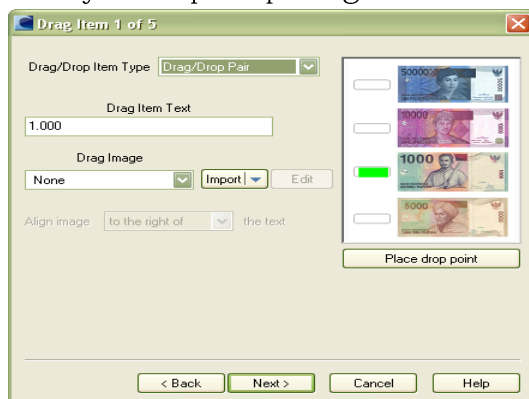 Drag Item 1 of 5
Drag/Drop Item Type Drag/Drop Pair
Drag Item Text
1.000
Drag Image
None Import Edit
Align image to the right of the text
50000
10000
1000
5000
Place drop point
< Back Next > Cancel Help